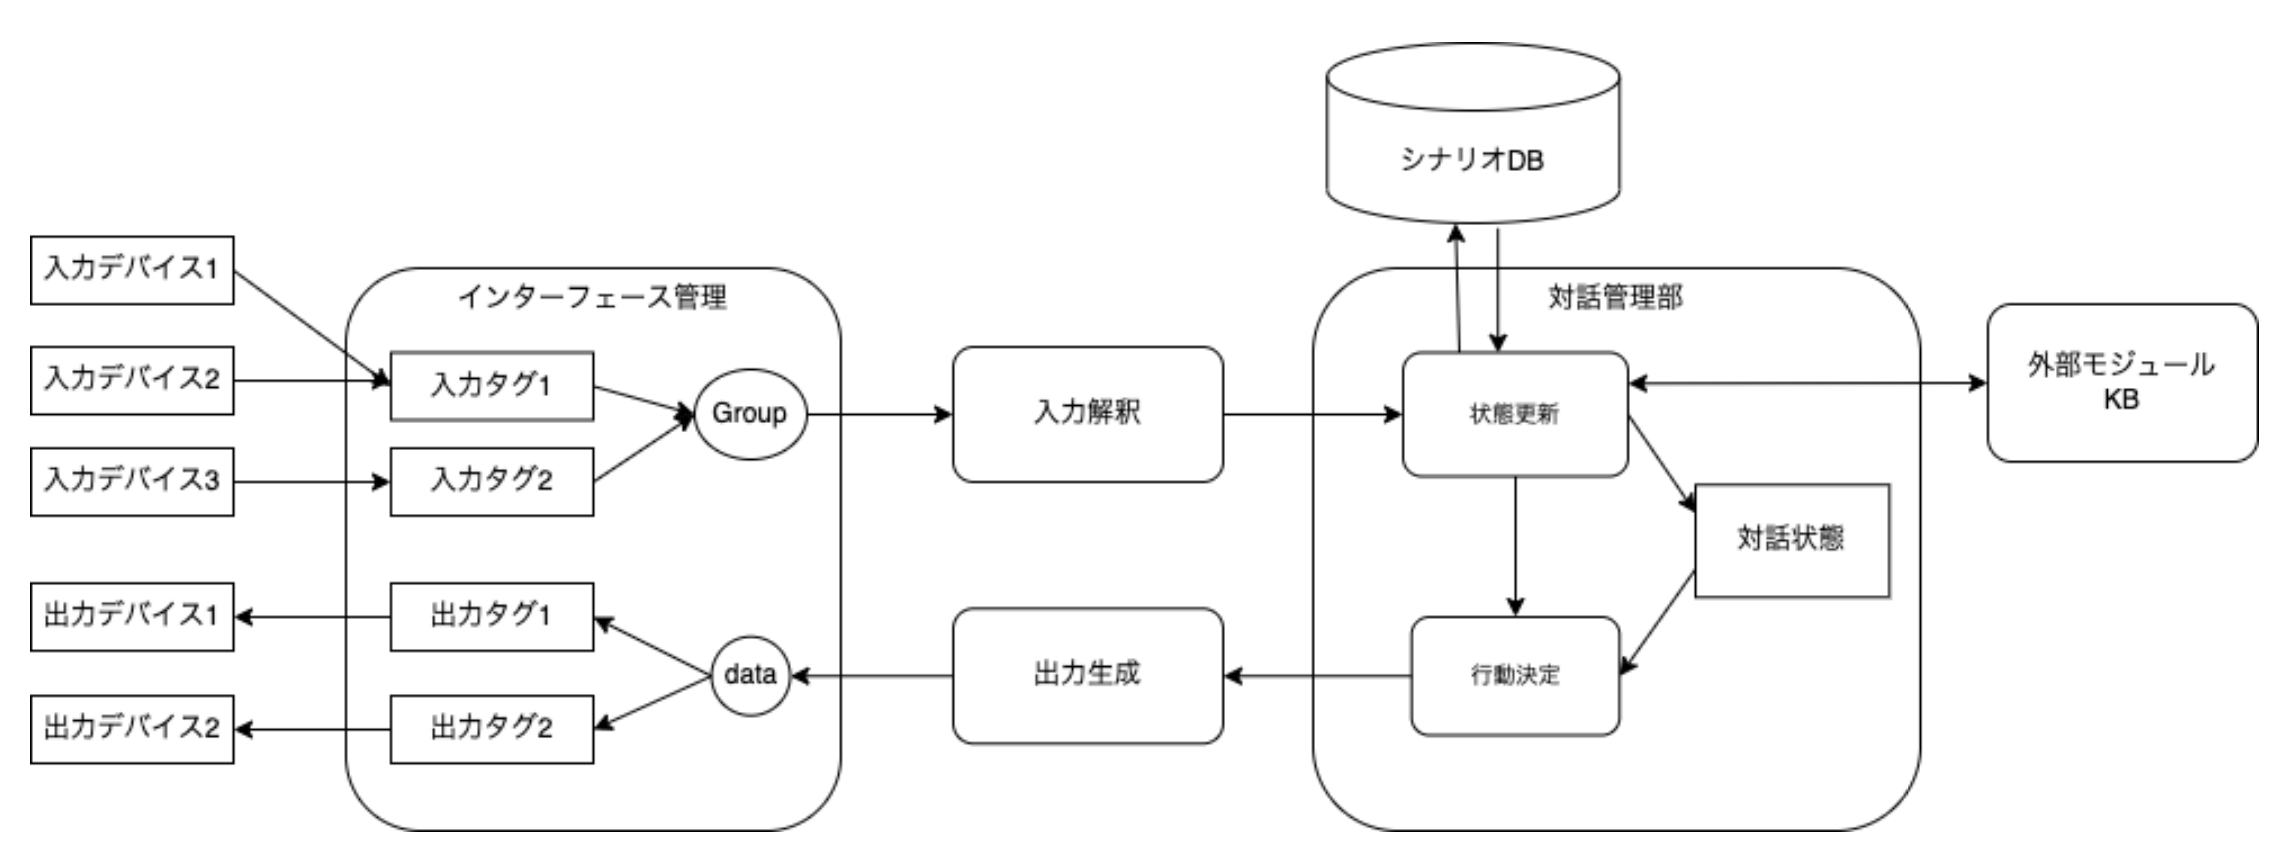 シナリオDB
入力デバイス1
入力デバイス2
入力デバイス3
出力デバイス1
出力デバイス2
インターフェース管理
入力タグ1
入力タグ2
Group
出力タグ1
出力タグ2
data
入力解釈
出力生成
対話管理部
状態更新
対話状態
行動決定
外部モジュール
KB